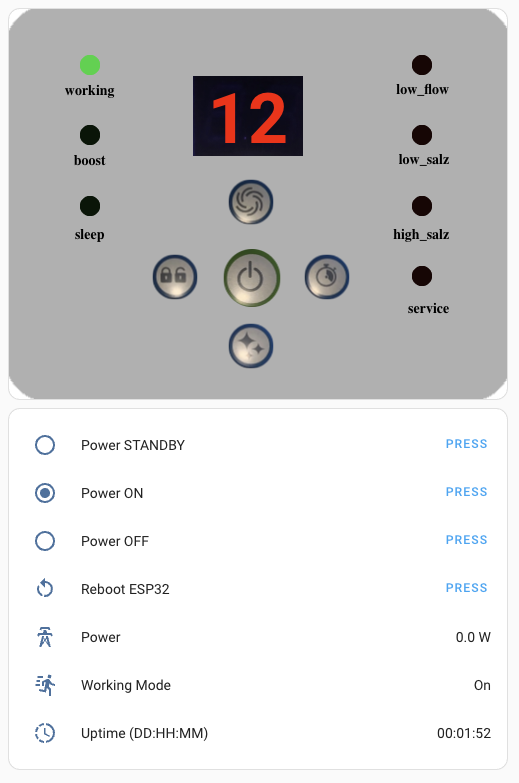 working
low_flow
12
boost
low_salz
sleep
high_salz
service
Power STANDBY PRESS
Power ON PRESS
Power OFF PRESS
Reboot ESP32 PRESS
Power 0.0 W
Working Mode On
Uptime (DD:HH:MM) 00:01:52